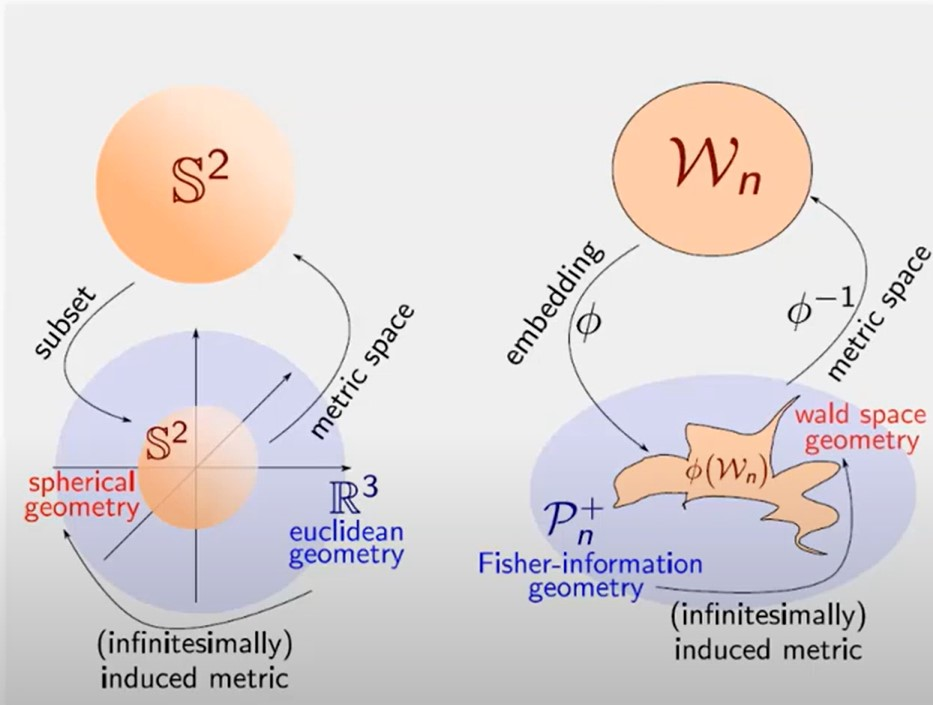 𝕊²
subset
metric space
𝕊²
spherical
geometry
ℝ³
euclidean
geometry
(infinitesimally)
induced metric
𝒲ₙ
embedding
ϕ
ϕ⁻¹
metric space
wald space
geometry
ϕ(𝒲ₙ)
𝒫ₙ⁺
Fisher-information
geometry
(infinitesimally)
induced metric